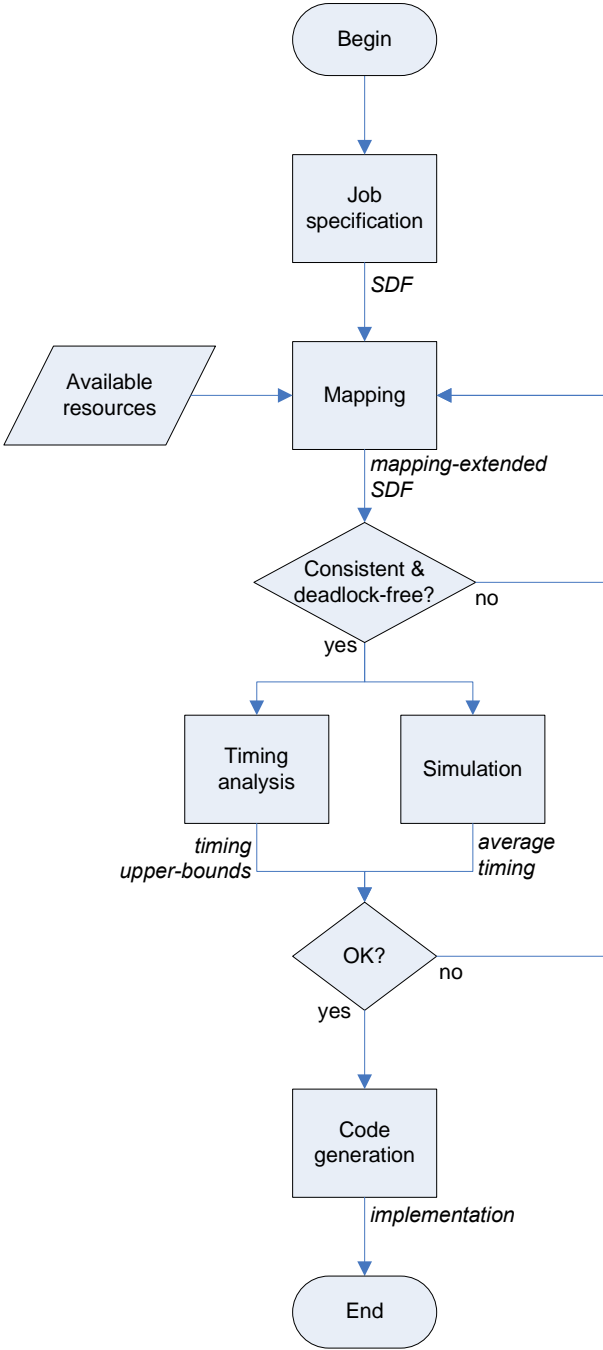 Begin
Job
specification
SDF
Available
resources
Mapping
mapping-extended
SDF
Consistent &
deadlock-free?
no
yes
Timing
analysis
Simulation
timing
upper-bounds
average
timing
OK?
no
yes
Code
generation
implementation
End